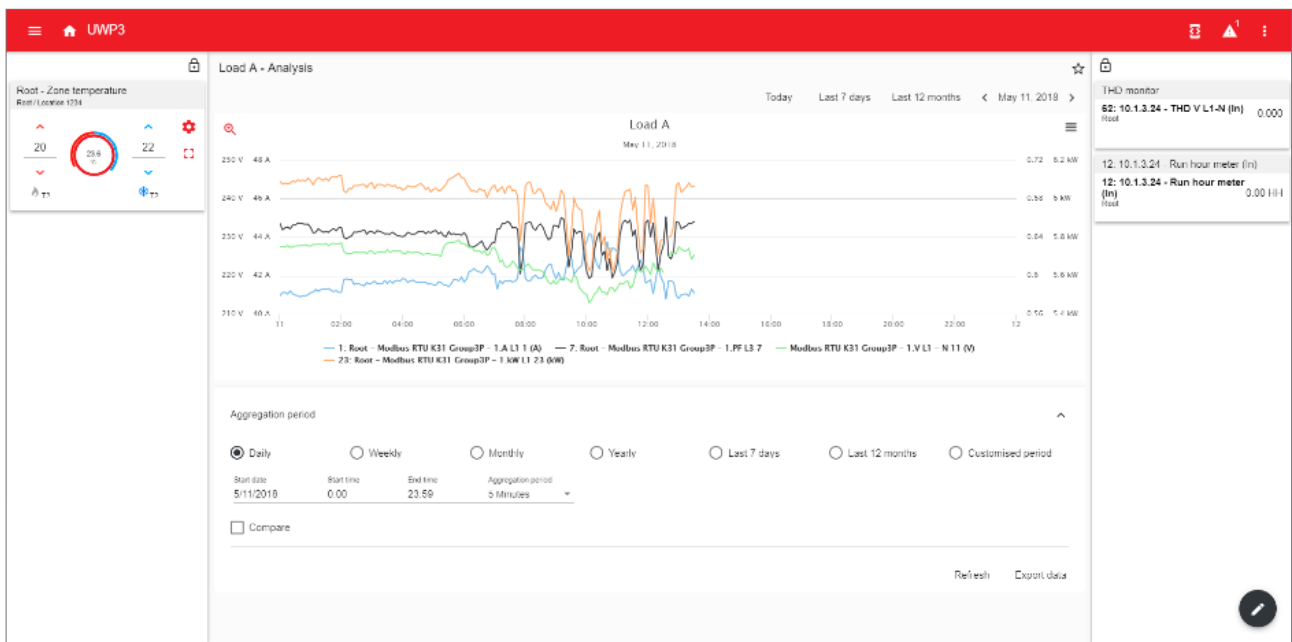 UWP3
1
Root - Zone temperature
Root / Location 1234
20
23.6
°C
22
T2
T2
Load A - Analysis
Today Last 7 days Last 12 months May 11, 2018
Load A
May 11, 2018
250 V 48 A 0.72 6.2 kW
240 V 46 A 0.68 6 kW
230 V 44 A 0.64 5.8 kW
220 V 42 A 0.6 5.6 kW
210 V 40 A 0.56 5.4 kW
11 02:00 04:00 06:00 08:00 10:00 12:00 14:00 16:00 18:00 20:00 22:00 12
1: Root – Modbus RTU K31 Group3P – 1.A L1 1 (A) 7. Root – Modbus RTU K31 Group3P – 1.PF L3 7 Modbus RTU K31 Group3P – 1.V L1 – N 11 (V)
23: Root – Modbus RTU K31 Group3P – 1.kW L1 23 (kW)
Aggregation period
Daily Weekly Monthly Yearly Last 7 days Last 12 months Customised period
Start date Start time End time Aggregation period
5/11/2018 0:00 23:59 5 Minutes
Compare
Refresh Export data
THD monitor
62: 10.1.3.24 - THD V L1-N (In) 0.000
Root
12. 10.1.3.24 - Run hour meter (In)
12: 10.1.3.24 - Run hour meter
(In) 0.00 HH
Root